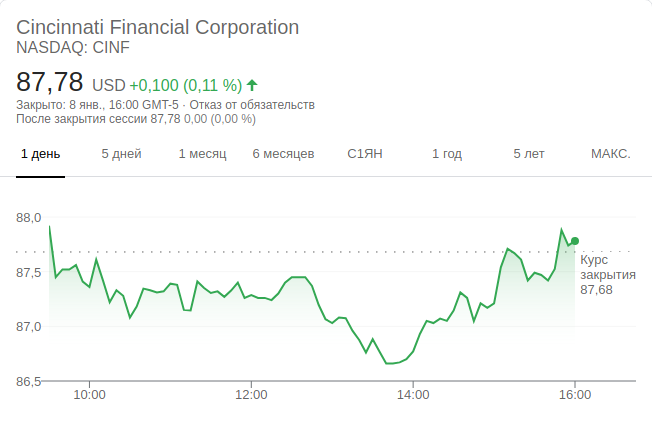 Cincinnati Financial Corporation
NASDAQ: CINF
87,78 USD +0,100 (0,11 %)
Закрыто: 8 янв., 16:00 GMT-5 · Отказ от обязательств
После закрытия сессии 87,78 0,00 (0,00 %)
1 день 5 дней 1 месяц 6 месяцев С1ЯН 1 год 5 лет МАКС.
88,0
87,5
Курс
закрытия
87,68
87,0
86,5
10:00 12:00 14:00 16:00